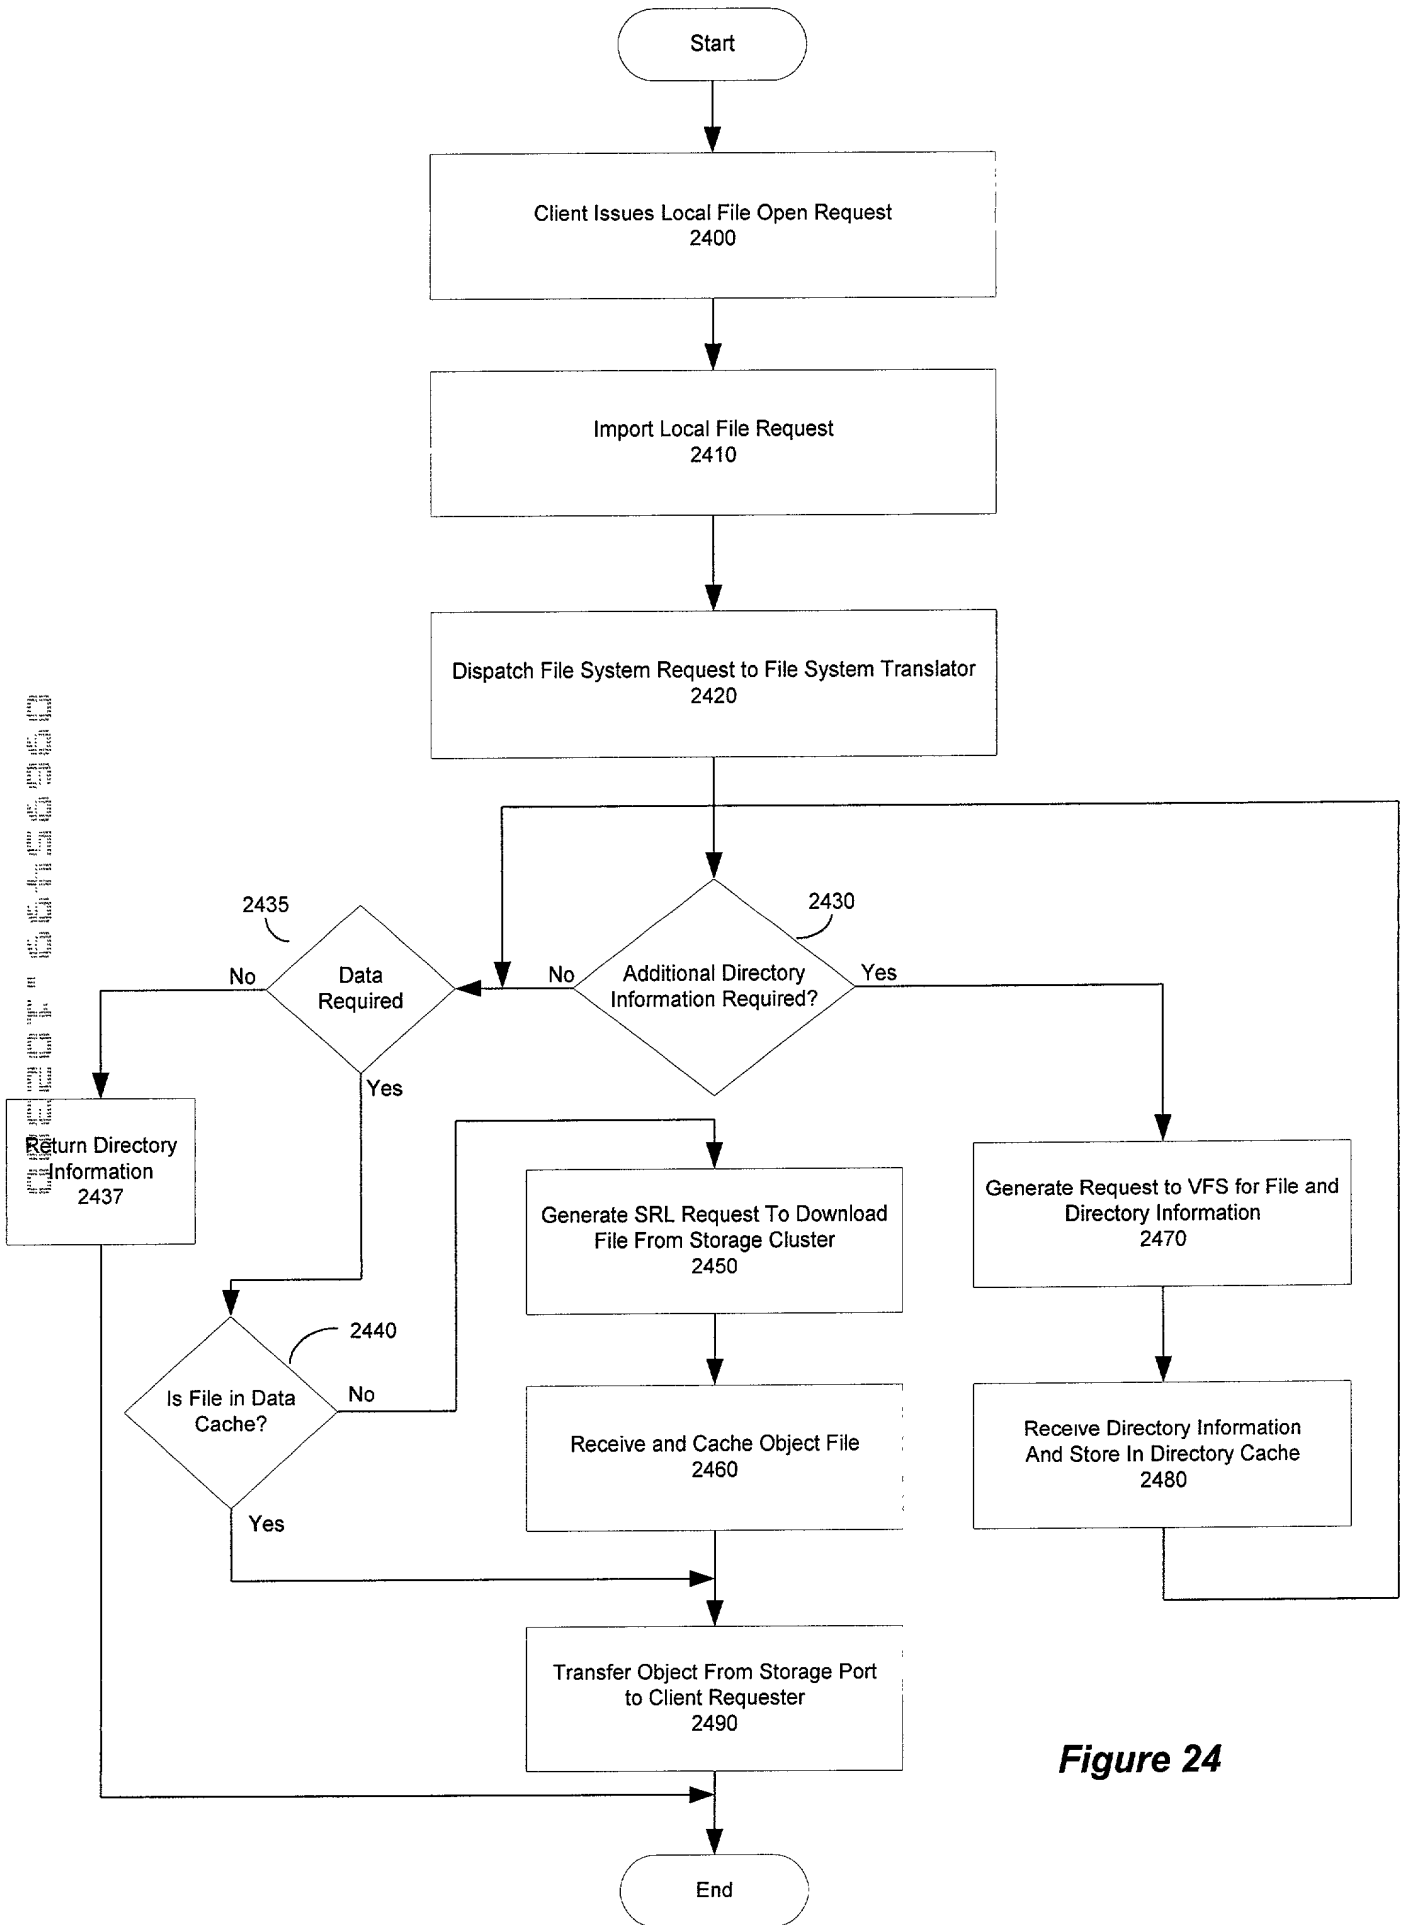 Start
Client Issues Local File Open Request
2400
Import Local File Request
2410
Dispatch File System Request to File System Translator
2420
2435
2430
No
Data
Required
No
Additional Directory
Information Required?
Yes
Yes
Return Directory
Information
2437
Generate SRL Request To Download
File From Storage Cluster
2450
Generate Request to VFS for File and
Directory Information
2470
2440
Is File in Data
Cache?
No
Receive and Cache Object File
2460
Receive Directory Information
And Store In Directory Cache
2480
Yes
Transfer Object From Storage Port
to Client Requester
2490
Figure 24
End